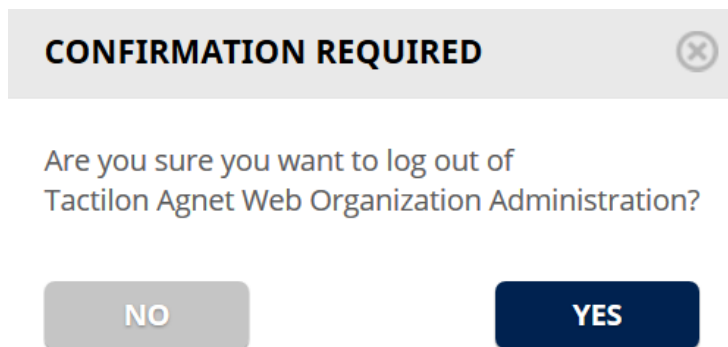 CONFIRMATION REQUIRED
Are you sure you want to log out of
Tactilon Agnet Web Organization Administration?
NO
YES